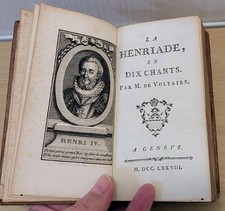 HENRI IV.
LA
HENRIADE,
EN
DIX CHANTS.
PAR M. DE VOLTAIRE.
A GENÈVE.
M. DCC. LXXVIII.